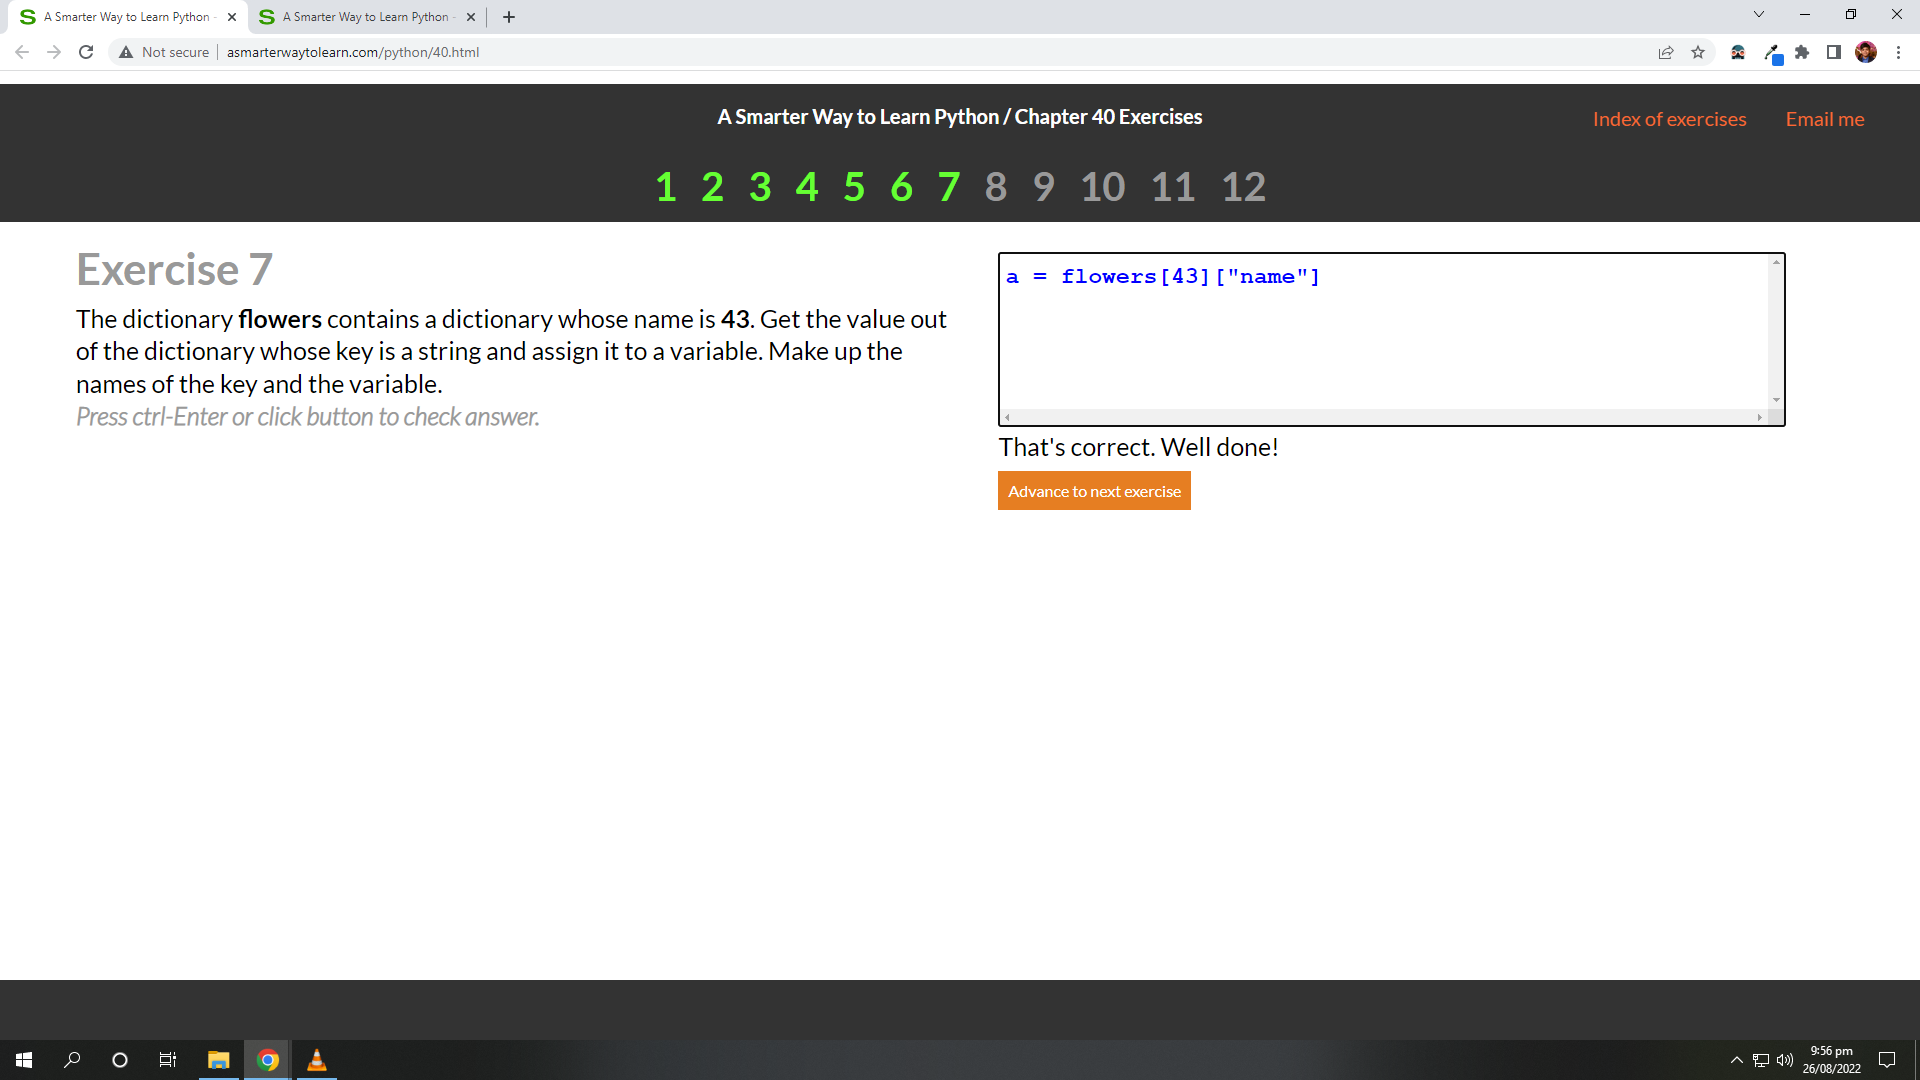 A Smarter Way to Learn Python -
A Smarter Way to Learn Python -
Not secure
asmarterwaytolearn.com/python/40.html
A Smarter Way to Learn Python / Chapter 40 Exercises
Index of exercises
Email me
1 2 3 4 5 6 7 8 9 10 11 12
Exercise 7
The dictionary flowers contains a dictionary whose name is 43. Get the value out
of the dictionary whose key is a string and assign it to a variable. Make up the
names of the key and the variable.
Press ctrl-Enter or click button to check answer.
a = flowers[43]["name"]
That's correct. Well done!
Advance to next exercise
9:56 pm
26/08/2022